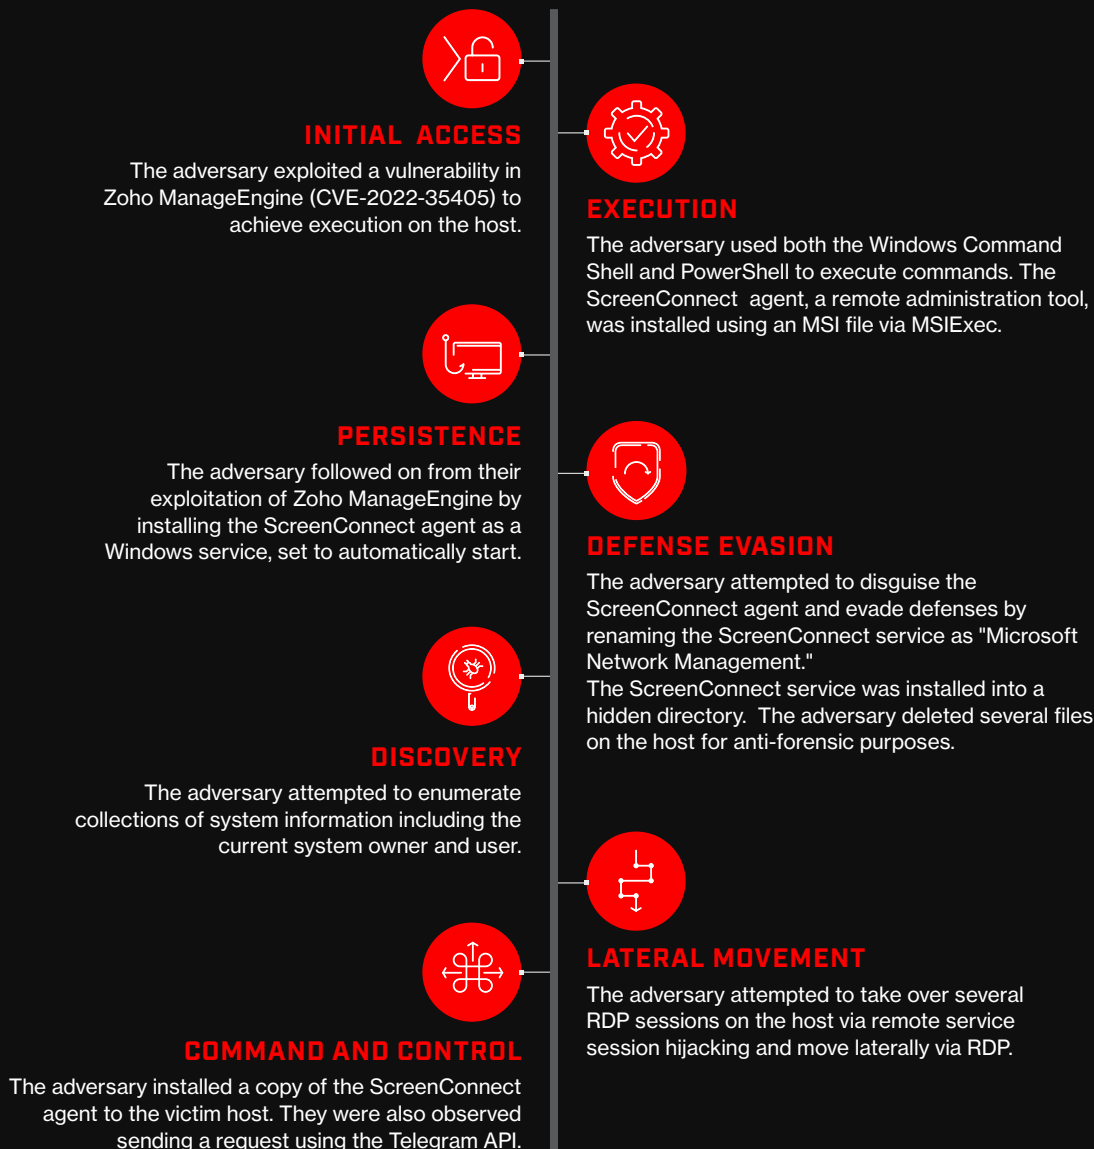 INITIAL ACCESS
The adversary exploited a vulnerability in
Zoho ManageEngine (CVE-2022-35405) to
achieve execution on the host.
EXECUTION
The adversary used both the Windows Command
Shell and PowerShell to execute commands. The
ScreenConnect agent, a remote administration tool,
was installed using an MSI file via MSIExec.
PERSISTENCE
The adversary followed on from their
exploitation of Zoho ManageEngine by
installing the ScreenConnect agent as a
Windows service, set to automatically start.
DEFENSE EVASION
The adversary attempted to disguise the
ScreenConnect agent and evade defenses by
renaming the ScreenConnect service as "Microsoft
Network Management."
The ScreenConnect service was installed into a
hidden directory. The adversary deleted several files
on the host for anti-forensic purposes.
DISCOVERY
The adversary attempted to enumerate
collections of system information including the
current system owner and user.
LATERAL MOVEMENT
The adversary attempted to take over several
RDP sessions on the host via remote service
session hijacking and move laterally via RDP.
COMMAND AND CONTROL
The adversary installed a copy of the ScreenConnect
agent to the victim host. They were also observed
sending a request using the Telegram API.